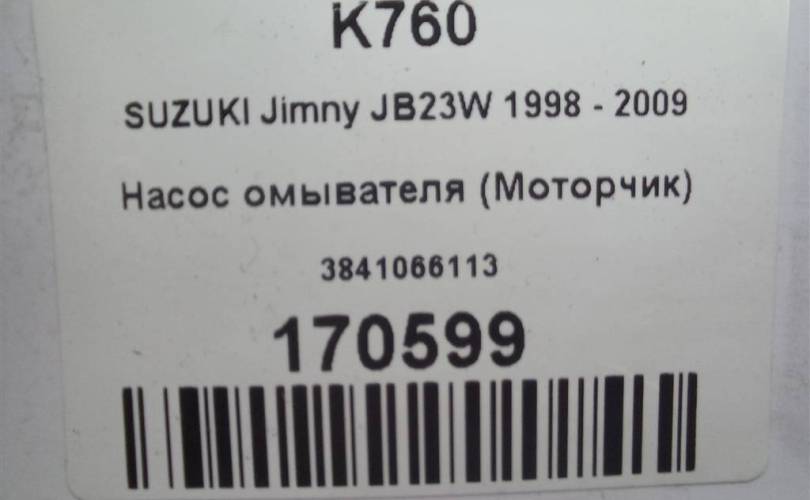 K760
SUZUKI Jimny JB23W 1998 - 2009
Насос омывателя (Моторчик)
3841066113
170599